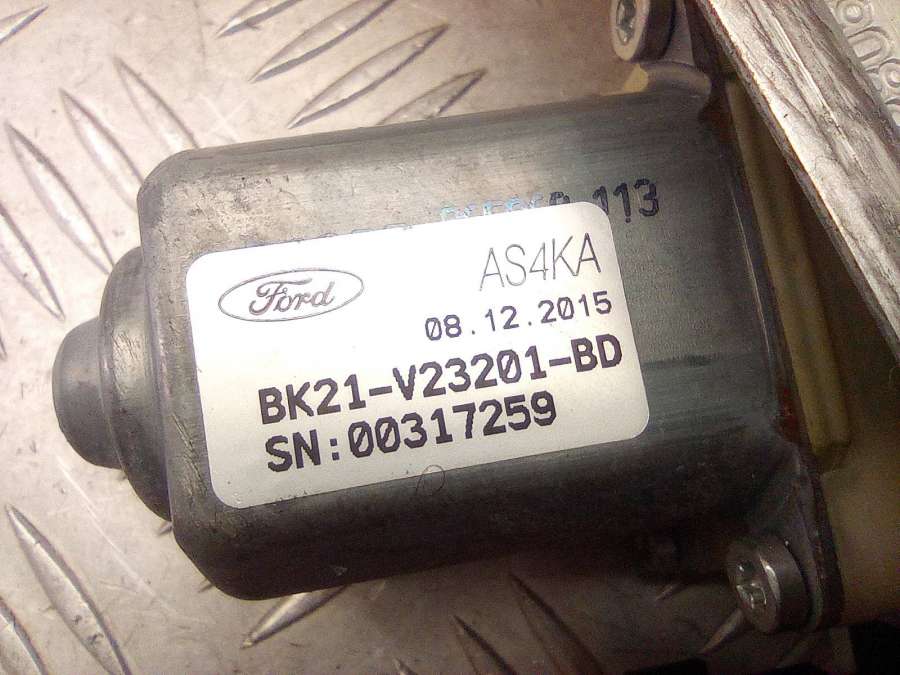 113
Ford
AS4KA
08.12.2015
BK21-V23201-BD
SN:00317259